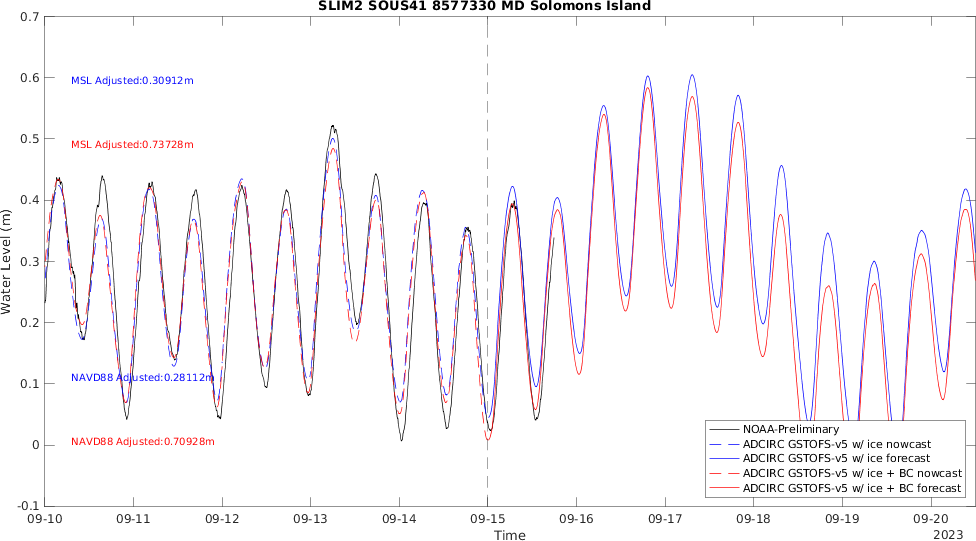 SLIM2 SOUS41 8577330 MD Solomons Island
Water Level (m)
0.7
0.6
0.5
0.4
0.3
0.2
0.1
0
-0.1
MSL Adjusted:0.30912m
MSL Adjusted:0.73728m
NAVD88 Adjusted:0.28112m
NAVD88 Adjusted:0.70928m
NOAA-Preliminary
ADCIRC GSTOFS-v5 w/ ice nowcast
ADCIRC GSTOFS-v5 w/ ice forecast
ADCIRC GSTOFS-v5 w/ ice + BC nowcast
ADCIRC GSTOFS-v5 w/ ice + BC forecast
09-10 09-11 09-12 09-13 09-14 09-15 09-16 09-17 09-18 09-19 09-20
Time
2023